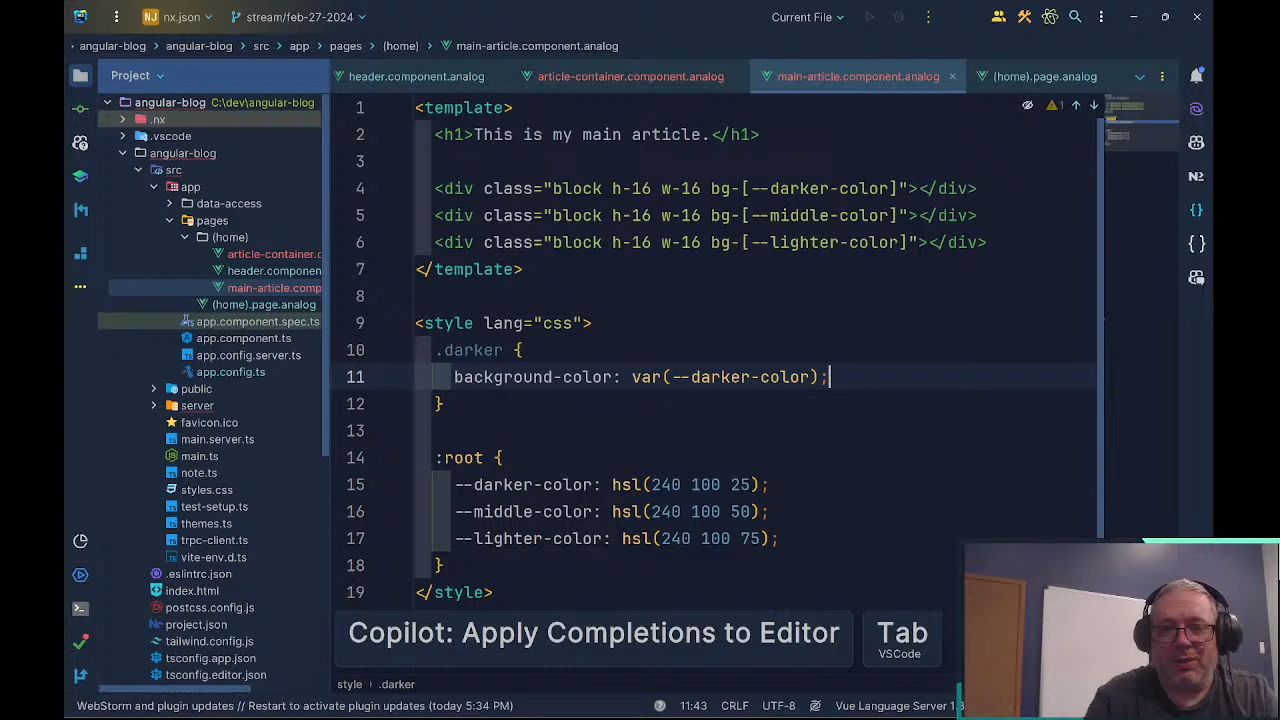 NJ nx.json
stream/feb-27-2024
Current File
angular-blog
angular-blog
src
app
pages
(home)
main-article.component.analog
Project
header.component.analog
article-container.component.analog
main-article.component.analog
(home).page.analog
angular-blog C:\dev\angular-blog
.nx
.vscode
angular-blog
src
app
data-access
pages
(home)
article-container.c
header.componen
main-article.comp
(home).page.analog
app.component.spec.ts
app.component.ts
app.config.server.ts
app.config.ts
public
server
favicon.ico
main.server.ts
main.ts
note.ts
styles.css
test-setup.ts
themes.ts
trpc-client.ts
vite-env.d.ts
.eslintrc.json
index.html
postcss.config.js
project.json
tailwind.config.js
tsconfig.app.json
tsconfig.editor.json
1 <template>
2 <h1>This is my main article.</h1>
3
4 <div class="block h-16 w-16 bg-[--darker-color]"></div>
5 <div class="block h-16 w-16 bg-[--middle-color]"></div>
6 <div class="block h-16 w-16 bg-[--lighter-color]"></div>
7 </template>
8
9 <style lang="css">
10 .darker {
11 background-color: var(--darker-color);
12 }
13
14 :root {
15 --darker-color: hsl(240 100 25);
16 --middle-color: hsl(240 100 50);
17 --lighter-color: hsl(240 100 75);
18 }
19 </style>
1
N2
Copilot: Apply Completions to Editor
Tab
VSCode
style
.darker
WebStorm and plugin updates // Restart to activate plugin updates (today 5:34 PM)
11:43
CRLF
UTF-8
Vue Language Server 1.8